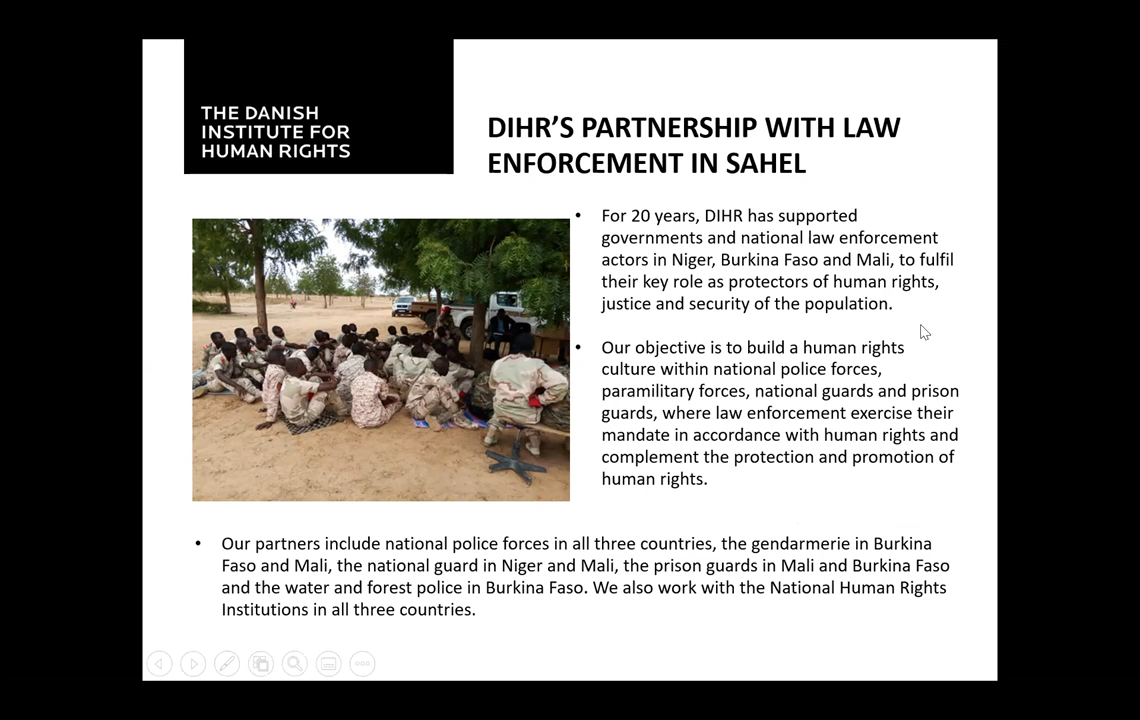 THE DANISH
INSTITUTE FOR
HUMAN RIGHTS
DIHR’S PARTNERSHIP WITH LAW
ENFORCEMENT IN SAHEL
• For 20 years, DIHR has supported
governments and national law enforcement
actors in Niger, Burkina Faso and Mali, to fulfil
their key role as protectors of human rights,
justice and security of the population.
• Our objective is to build a human rights
culture within national police forces,
paramilitary forces, national guards and prison
guards, where law enforcement exercise their
mandate in accordance with human rights and
complement the protection and promotion of
human rights.
• Our partners include national police forces in all three countries, the gendarmerie in Burkina
Faso and Mali, the national guard in Niger and Mali, the prison guards in Mali and Burkina Faso
and the water and forest police in Burkina Faso. We also work with the National Human Rights
Institutions in all three countries.